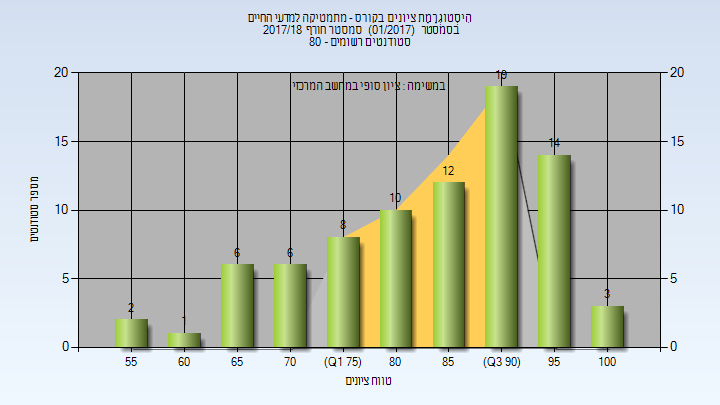 היסטוגרמת ציונים בקורס - מתמטיקה למדעי החיים
בסמסטר (01/2017) סמסטר חורף 2017/18
סטודנטים רשומים - 80
במשימה : ציון סופי במחשב המרכזי
מספר סטודנטים
20 20
15 15
10 10
5 5
0 0
2 1 6 6 8 10 12 19 14 3
55 60 65 70 (Q1 75) 80 85 (Q3 90) 95 100
טווח ציונים